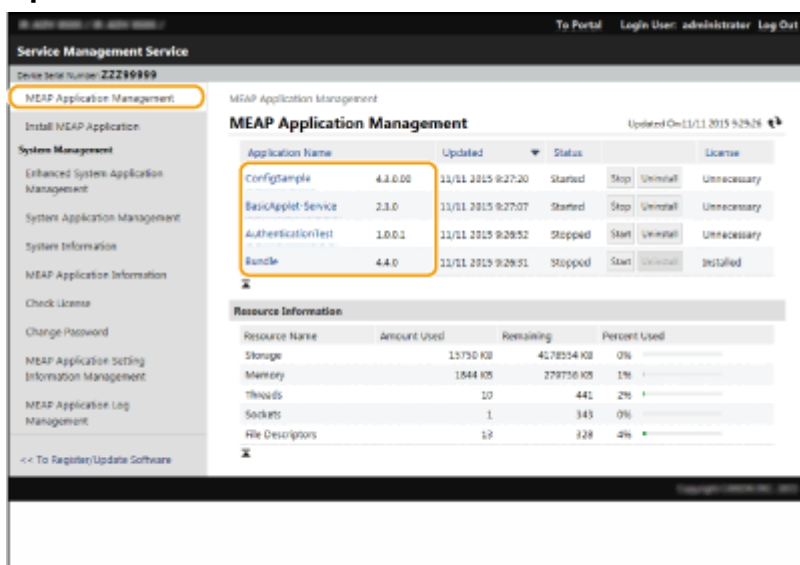 To Portal Login User: administrator Log Out
Service Management Service
Device Serial Number: ZZZ99999
MEAP Application Management
Install MEAP Application
System Management
Enhanced System Application
Management
System Application Management
System Information
MEAP Application Information
Check License
Change Password
MEAP Application Setting
Information Management
MEAP Application Log
Management
<< To Register/Update Software
MEAP Application Management
MEAP Application Management Updated On:11/11 2015 9:29:26
Application Name Updated Status License
ConfigSample 4.3.0.00 11/11 2015 9:27:20 Started Stop Uninstall Unnecessary
BasicApplet-Service 2.3.0 11/11 2015 9:27:07 Started Stop Uninstall Unnecessary
AuthenticationTest 1.0.0.1 11/11 2015 9:26:52 Stopped Start Uninstall Unnecessary
Bundle 4.4.0 11/11 2015 9:26:31 Stopped Start Uninstall Installed
Resource Information
Resource Name Amount Used Remaining Percent Used
Storage 15750 KB 4178554 KB 0%
Memory 1844 KB 279756 KB 1%
Threads 10 441 2%
Sockets 1 343 0%
File Descriptors 13 328 4%